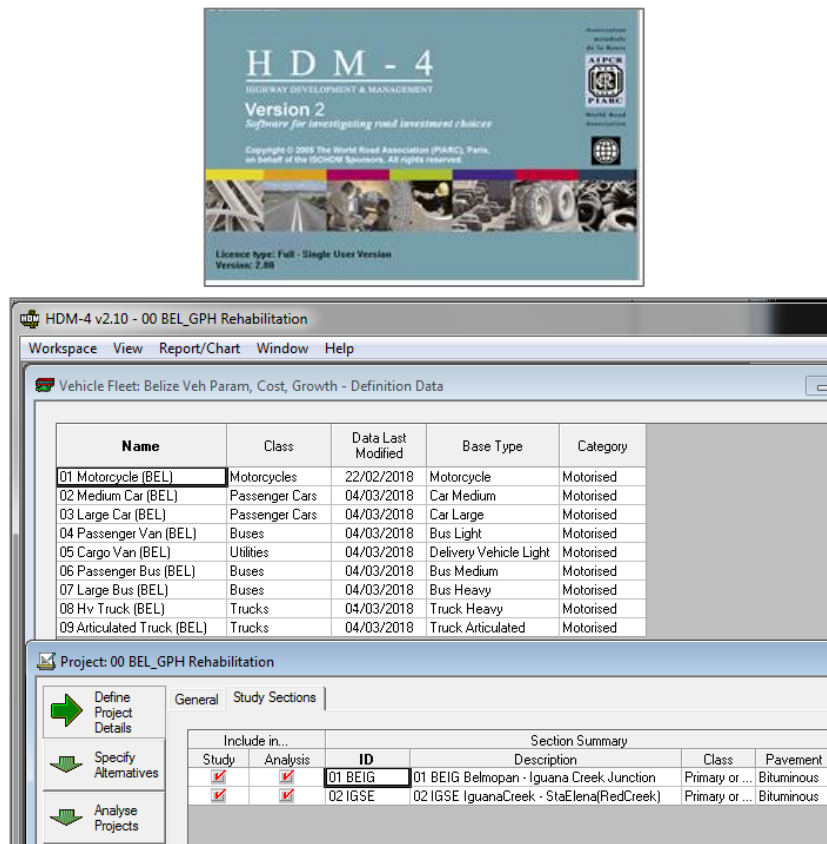 Association
mondiale
de la Route
AIPCR
PIARC
World Road
Association
H D M - 4
HIGHWAY DEVELOPMENT & MANAGEMENT
Version 2
Software for investigating road investment choices
Copyright © 2005 The World Road Association (PIARC), Paris,
on behalf of the ISOHDM Sponsors. All rights reserved.
Licence type: Full - Single User Version
Version: 2.08
HDM-4 v2.10 - 00 BEL_GPH Rehabilitation
Workspace View Report/Chart Window Help
Vehicle Fleet: Belize Veh Param, Cost, Growth - Definition Data
Name Class Data Last Modified Base Type Category
01 Motorcycle (BEL) Motorcycles 22/02/2018 Motorcycle Motorised
02 Medium Car (BEL) Passenger Cars 04/03/2018 Car Medium Motorised
03 Large Car (BEL) Passenger Cars 04/03/2018 Car Large Motorised
04 Passenger Van (BEL) Buses 04/03/2018 Bus Light Motorised
05 Cargo Van (BEL) Utilities 04/03/2018 Delivery Vehicle Light Motorised
06 Passenger Bus (BEL) Buses 04/03/2018 Bus Medium Motorised
07 Large Bus (BEL) Buses 04/03/2018 Bus Heavy Motorised
08 Hv Truck (BEL) Trucks 04/03/2018 Truck Heavy Motorised
09 Articulated Truck (BEL) Trucks 04/03/2018 Truck Articulated Motorised
Project: 00 BEL_GPH Rehabilitation
Define
Project
Details
General Study Sections
Include in... Section Summary
Study Analysis ID Description Class Pavement
01 BEIG 01 BEIG Belmopan - Iguana Creek Junction Primary or ... Bituminous
02 IGSE 02 IGSE IguanaCreek - StaElena(RedCreek) Primary or ... Bituminous
Specify
Alternatives
Analyse
Projects